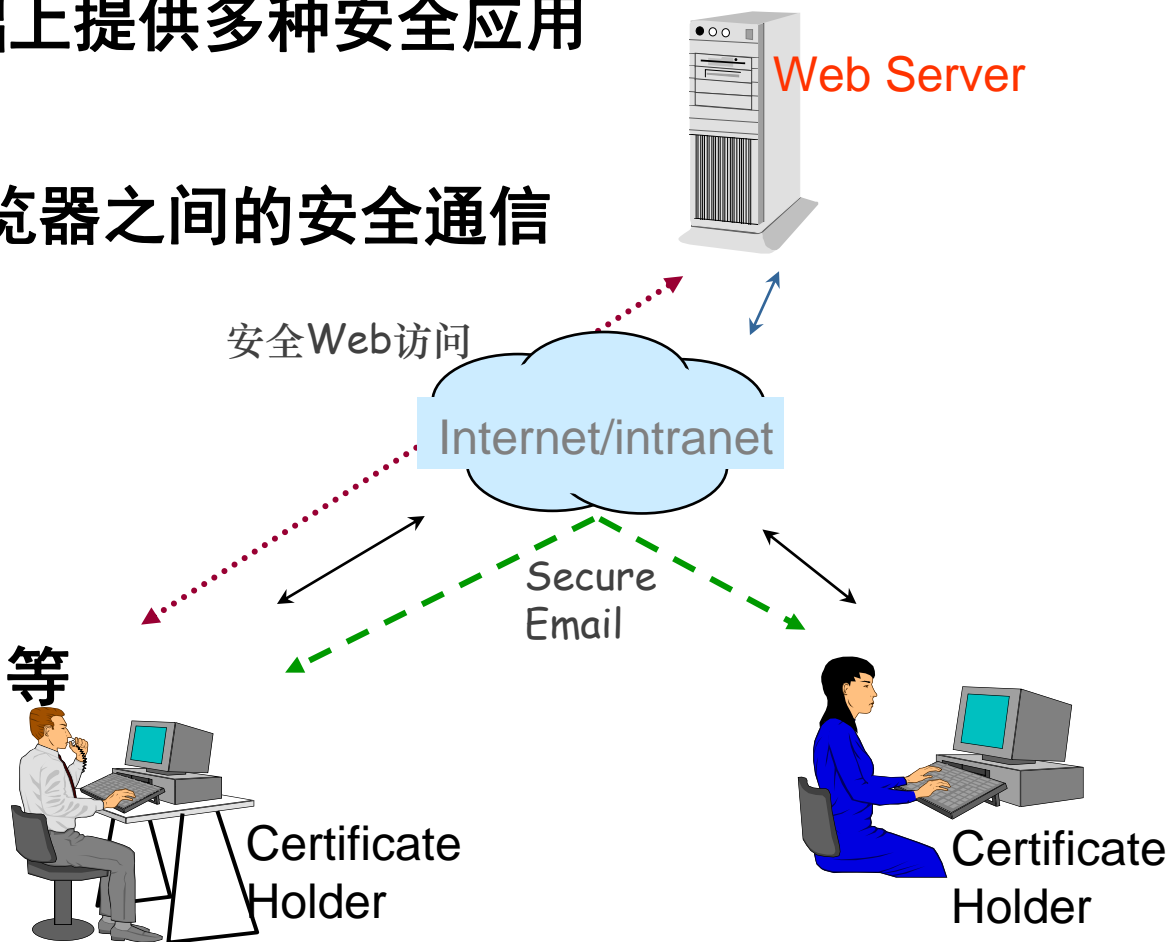 上提供多种安全应用
Web Server
览器之间的安全通信
安全Web访问
Internet/intranet
Secure
Email
等
Certificate
Holder
Certificate
Holder